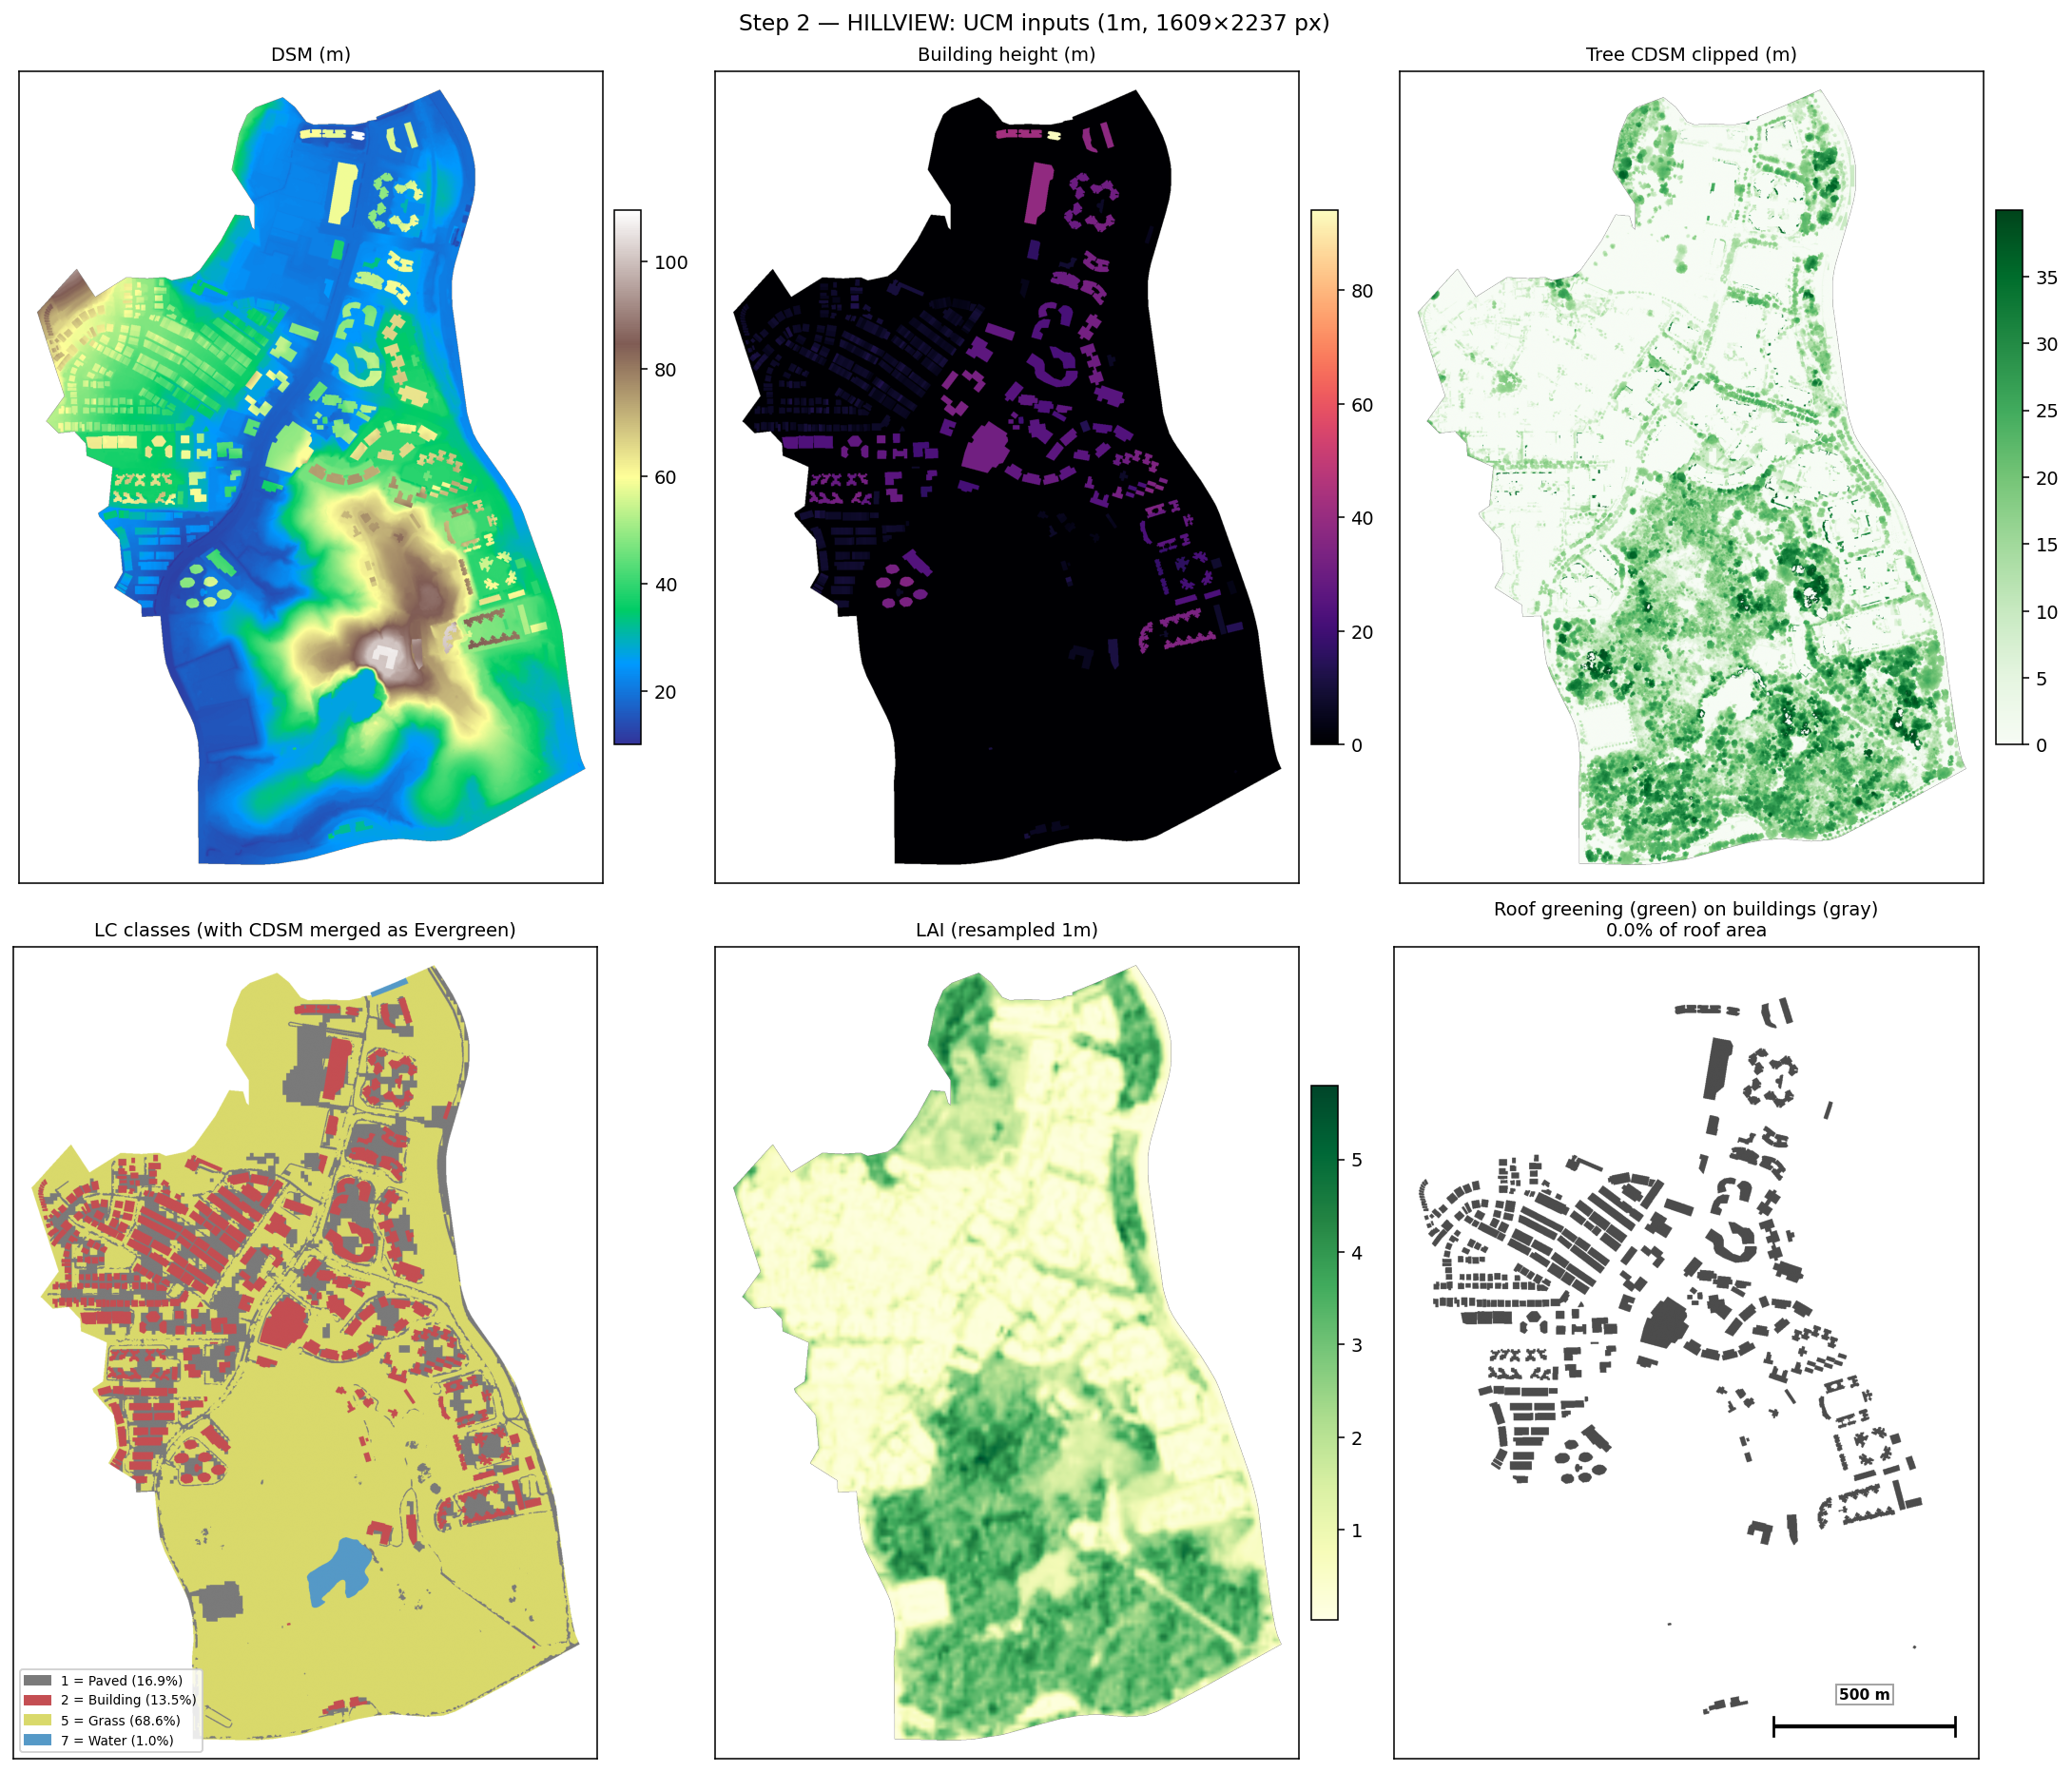 Step 2 — HILLVIEW: UCM inputs (1m, 1609×2237 px)
DSM (m)
100
80
60
40
20
Building height (m)
80
60
40
20
0
Tree CDSM clipped (m)
35
30
25
20
15
10
5
0
LC classes (with CDSM merged as Evergreen)
1 = Paved (16.9%)
2 = Building (13.5%)
5 = Grass (68.6%)
7 = Water (1.0%)
LAI (resampled 1m)
5
4
3
2
1
Roof greening (green) on buildings (gray)
0.0% of roof area
500 m